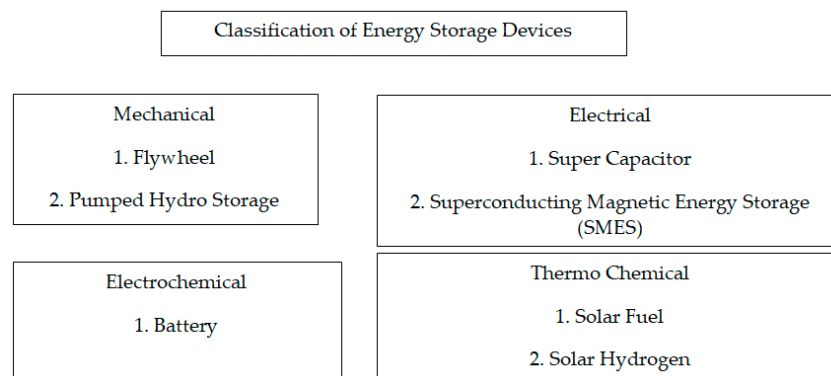 Classification of Energy Storage Devices
Mechanical
1. Flywheel
2. Pumped Hydro Storage
Electrical
1. Super Capacitor
2. Superconducting Magnetic Energy Storage
(SMES)
Electrochemical
1. Battery
Thermo Chemical
1. Solar Fuel
2. Solar Hydrogen